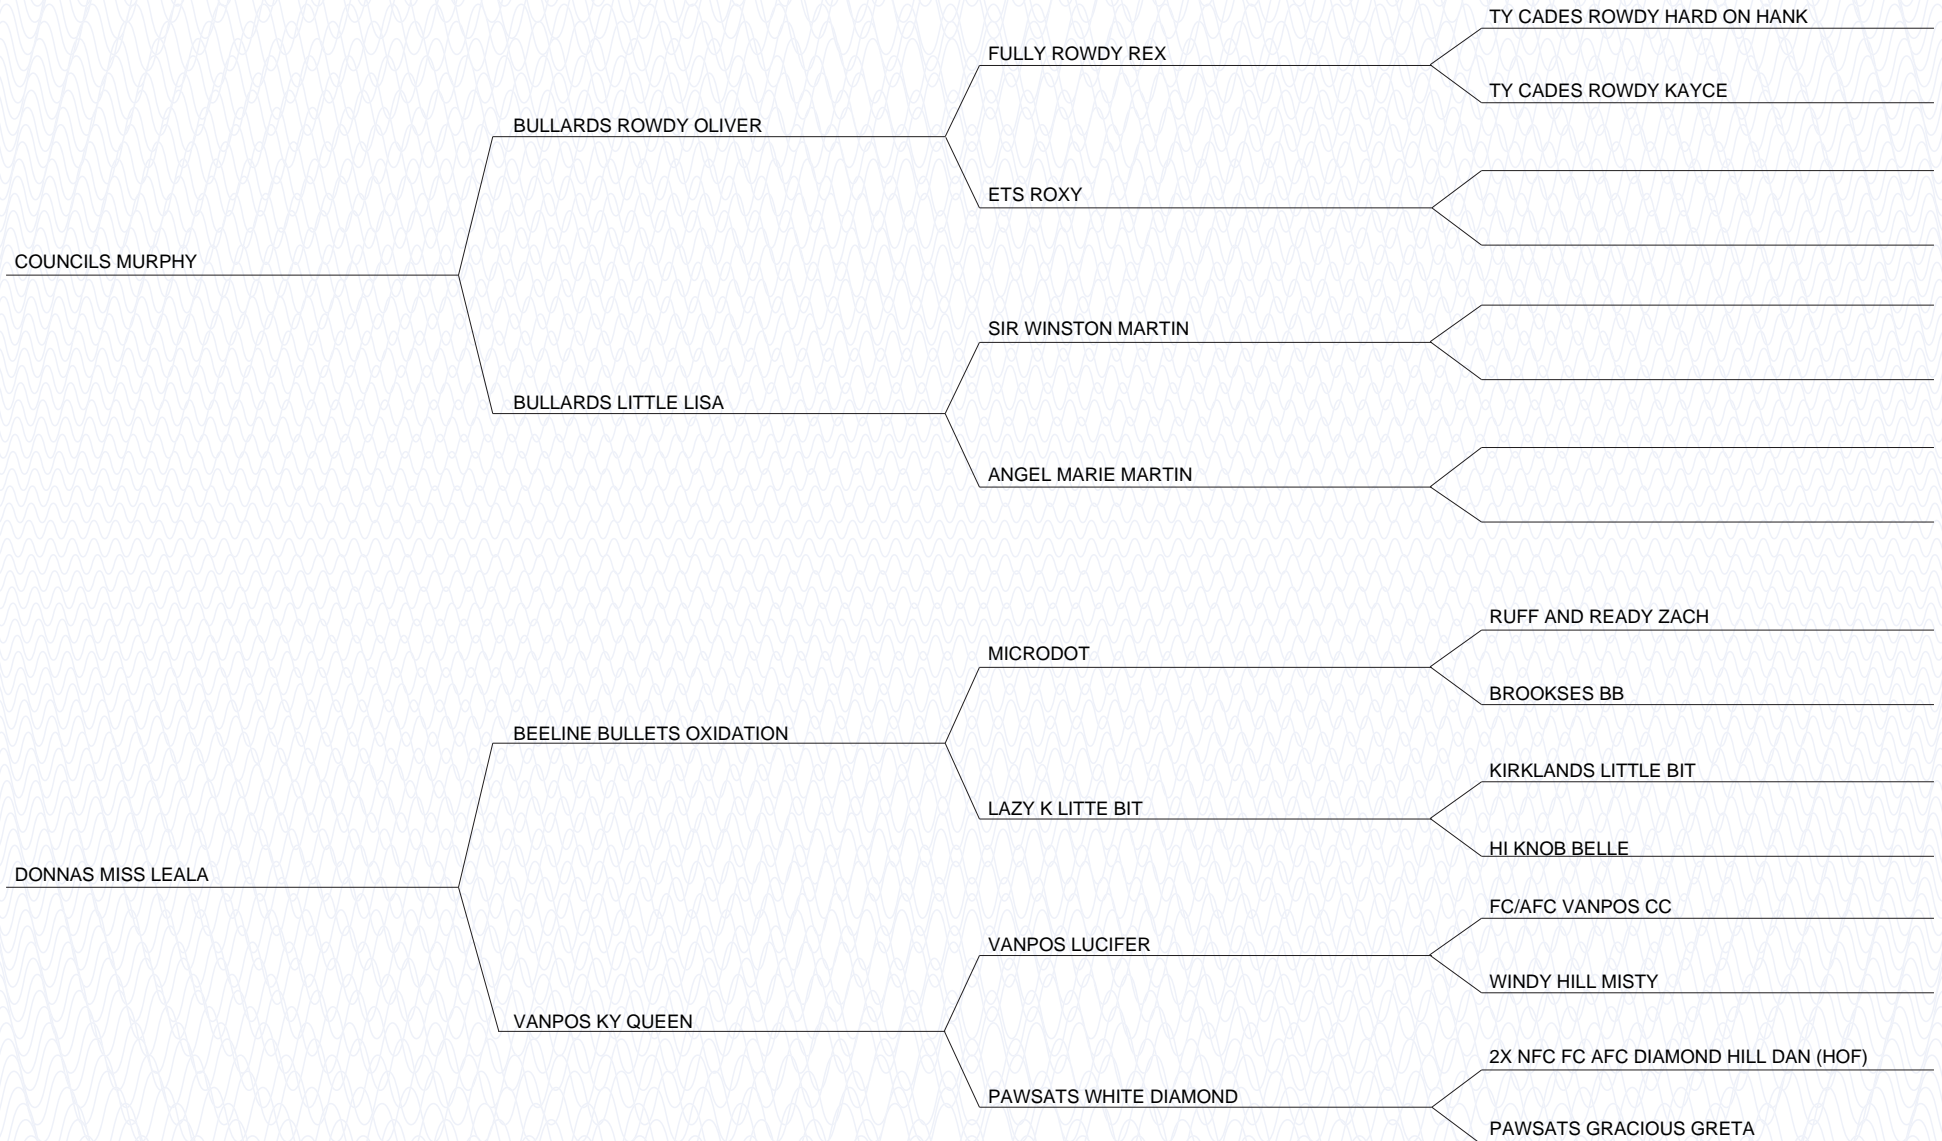 TY CADES ROWDY HARD ON HANK
FULLY ROWDY REX
TY CADES ROWDY KAYCE
BULLARDS ROWDY OLIVER
ETS ROXY
COUNCILS MURPHY
SIR WINSTON MARTIN
BULLARDS LITTLE LISA
ANGEL MARIE MARTIN
RUFF AND READY ZACH
MICRODOT
BROOKSES BB
BEELINE BULLETS OXIDATION
KIRKLANDS LITTLE BIT
LAZY K LITTE BIT
HI KNOB BELLE
DONNAS MISS LEALA
FC/AFC VANPOS CC
VANPOS LUCIFER
WINDY HILL MISTY
VANPOS KY QUEEN
2X NFC FC AFC DIAMOND HILL DAN (HOF)
PAWSATS WHITE DIAMOND
PAWSATS GRACIOUS GRETA